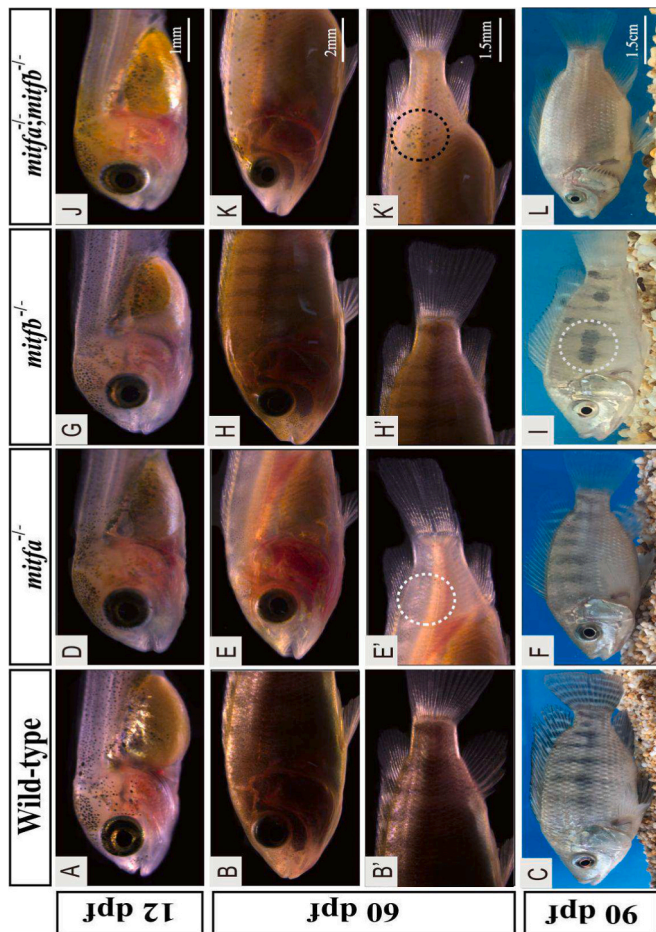 Wild-type
mitfa-/-
mitfb-/-
mitfa-/-;mitfb-/-
12 dpf
A
D
G
J
1mm
60 dpf
B
E
H
K
2mm
B'
E'
H'
K'
1.5mm
90 dpf
C
F
I
L
1.5cm